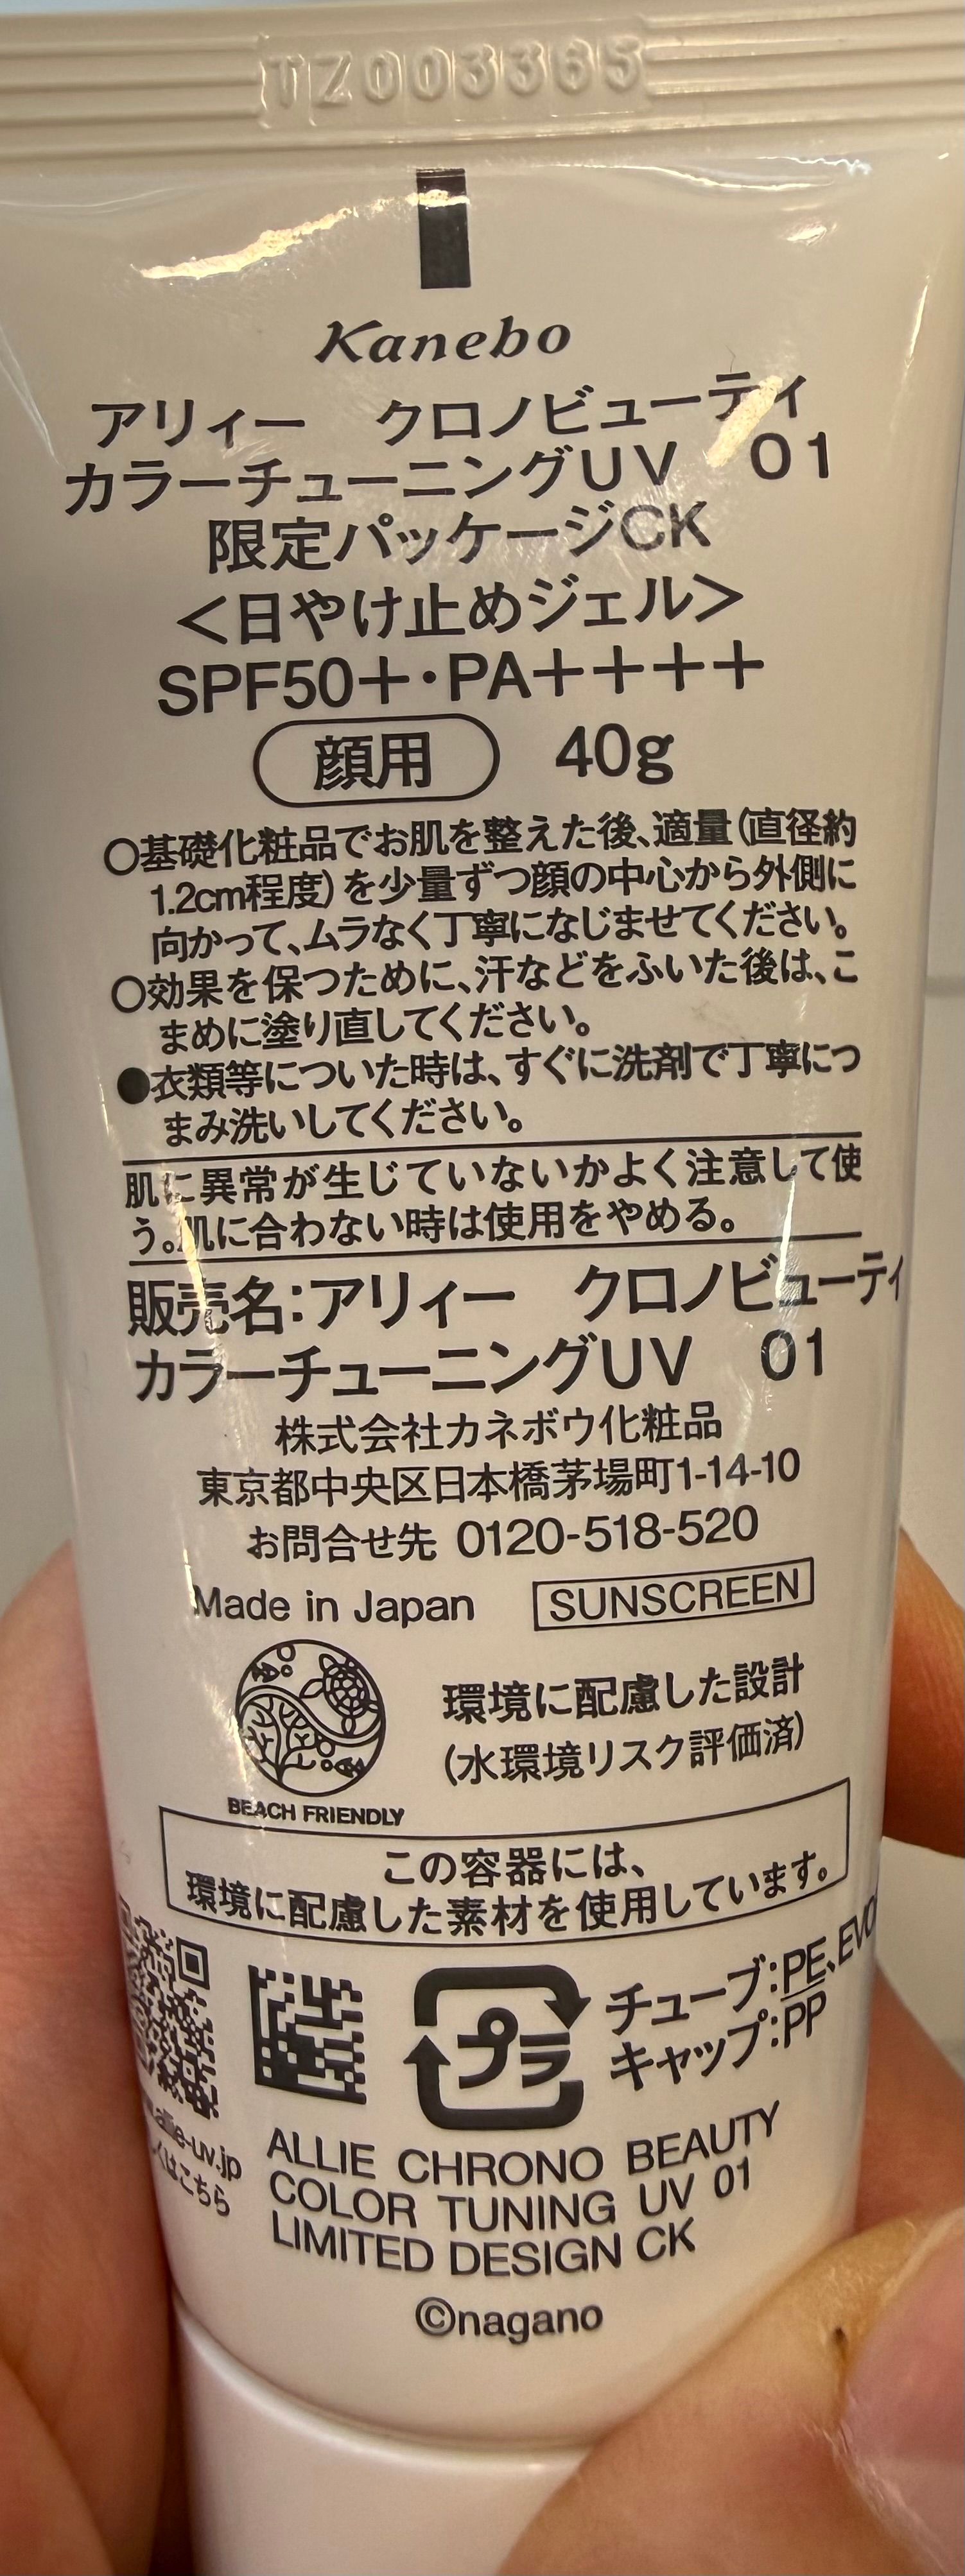 TZ003365
Kanebo
アリィー　クロノビューティ
カラーチューニングUV　01
限定パッケージCK
＜日やけ止めジェル＞
SPF50+・PA++++
顔用　40g
○基礎化粧品でお肌を整えた後、適量（直径約
1.2cm程度）を少量ずつ顔の中心から外側に
向かって、ムラなく丁寧になじませてください。
○効果を保つために、汗などをふいた後は、こ
まめに塗り直してください。
●衣類等についた時は、すぐに洗剤で丁寧につ
まみ洗いしてください。
肌に異常が生じていないかよく注意して使
う。肌に合わない時は使用をやめる。
販売名：アリィー　クロノビューティ
カラーチューニングUV　01
株式会社カネボウ化粧品
東京都中央区日本橋茅場町1-14-10
お問合せ先 0120-518-520
Made in Japan　SUNSCREEN
環境に配慮した設計
（水環境リスク評価済）
BEACH FRIENDLY
この容器には、
環境に配慮した素材を使用しています。
プラ
チューブ：PE、EVO
キャップ：PP
allie-uv.jp
くはこちら
ALLIE CHRONO BEAUTY
COLOR TUNING UV 01
LIMITED DESIGN CK
©nagano